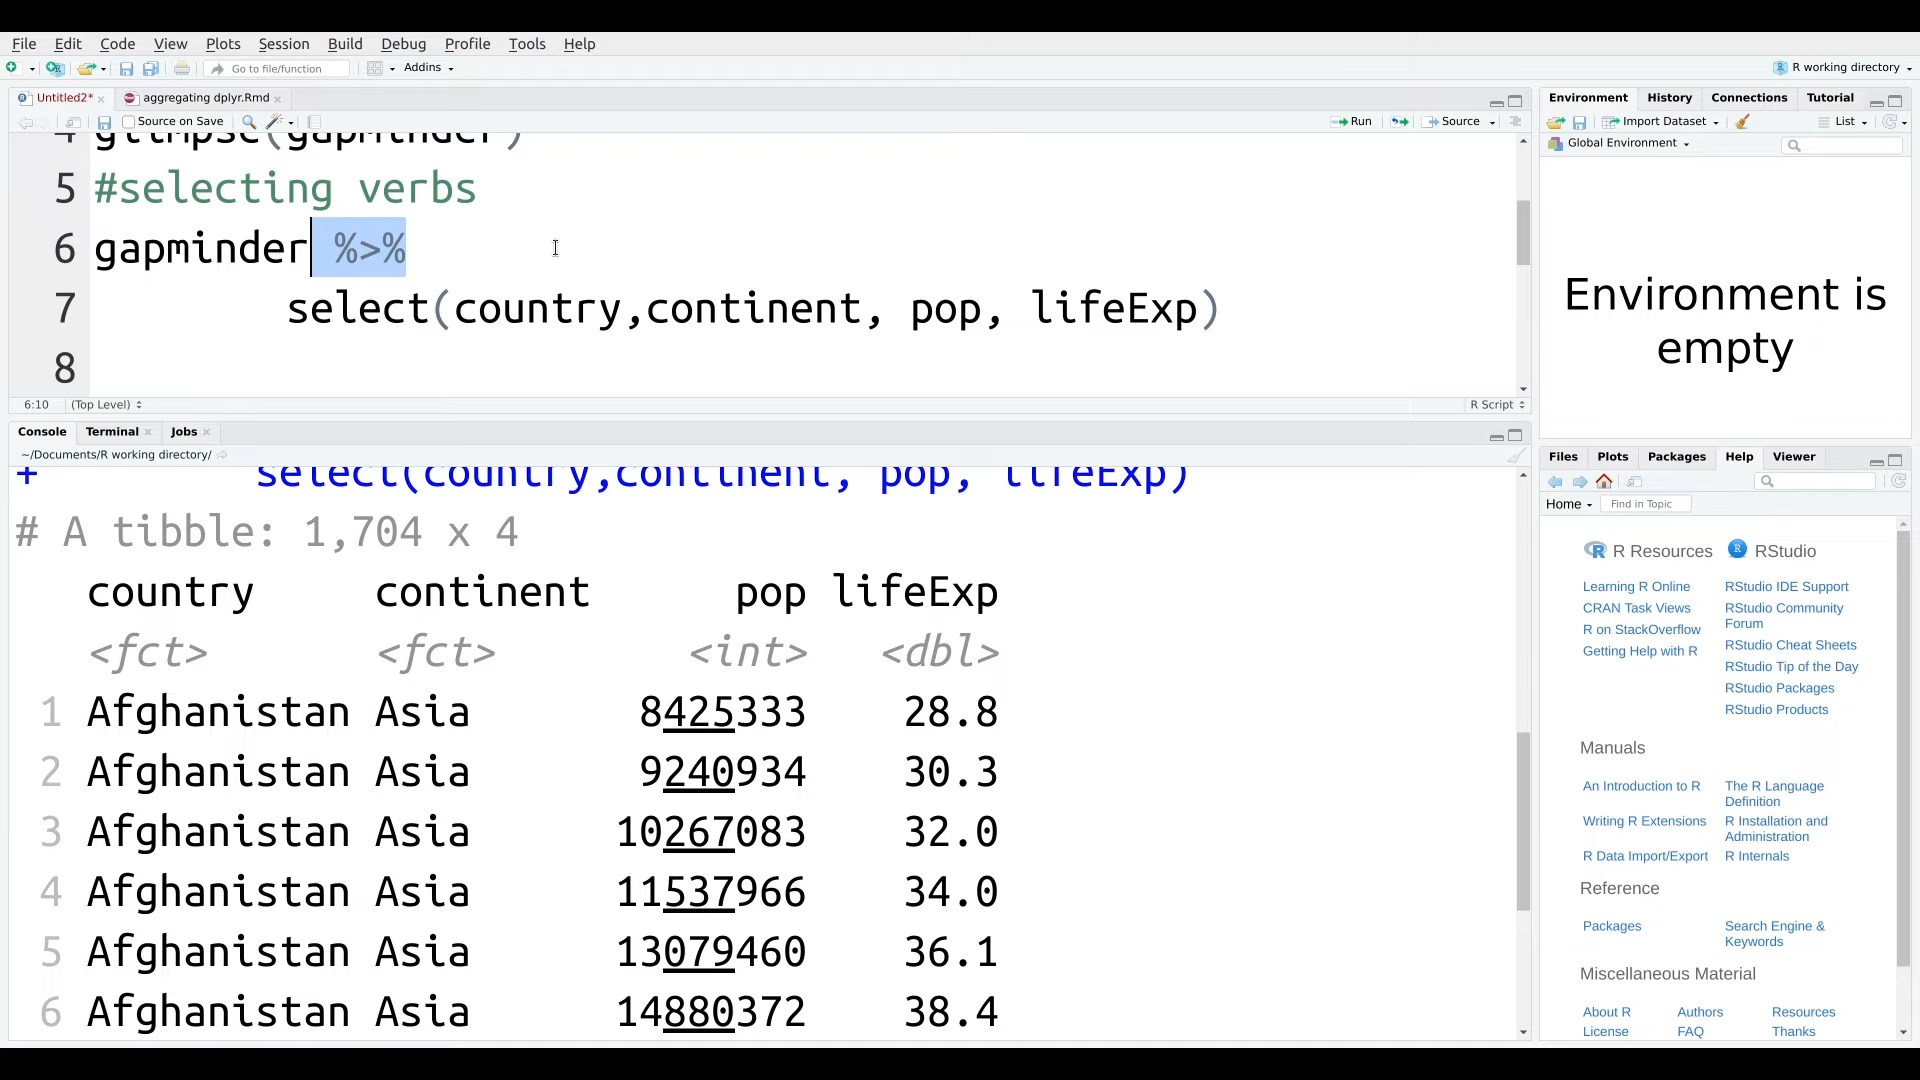 File Edit Code View Plots Session Build Debug Profile Tools Help
Go to file/function Addins R working directory
Untitled2* aggregating dplyr.Rmd
Source on Save Run Source
4 glimpse(gapminder)
5 #selecting verbs
6 gapminder %>%
7 select(country,continent, pop, lifeExp)
8
6:10 (Top Level) R Script
Console Terminal Jobs
~/Documents/R working directory/
+ select(country,continent, pop, lifeExp)
# A tibble: 1,704 x 4
country continent pop lifeExp
<fct> <fct> <int> <dbl>
1 Afghanistan Asia 8425333 28.8
2 Afghanistan Asia 9240934 30.3
3 Afghanistan Asia 10267083 32.0
4 Afghanistan Asia 11537966 34.0
5 Afghanistan Asia 13079460 36.1
6 Afghanistan Asia 14880372 38.4
Environment History Connections Tutorial
Import Dataset List
Global Environment
Environment is
empty
Files Plots Packages Help Viewer
Home Find in Topic
R Resources
Learning R Online
CRAN Task Views
R on StackOverflow
Getting Help with R
RStudio
RStudio IDE Support
RStudio Community
Forum
RStudio Cheat Sheets
RStudio Tip of the Day
RStudio Packages
RStudio Products
Manuals
An Introduction to R
Writing R Extensions
R Data Import/Export
The R Language
Definition
R Installation and
Administration
R Internals
Reference
Packages
Search Engine &
Keywords
Miscellaneous Material
About R Authors Resources
License FAQ Thanks